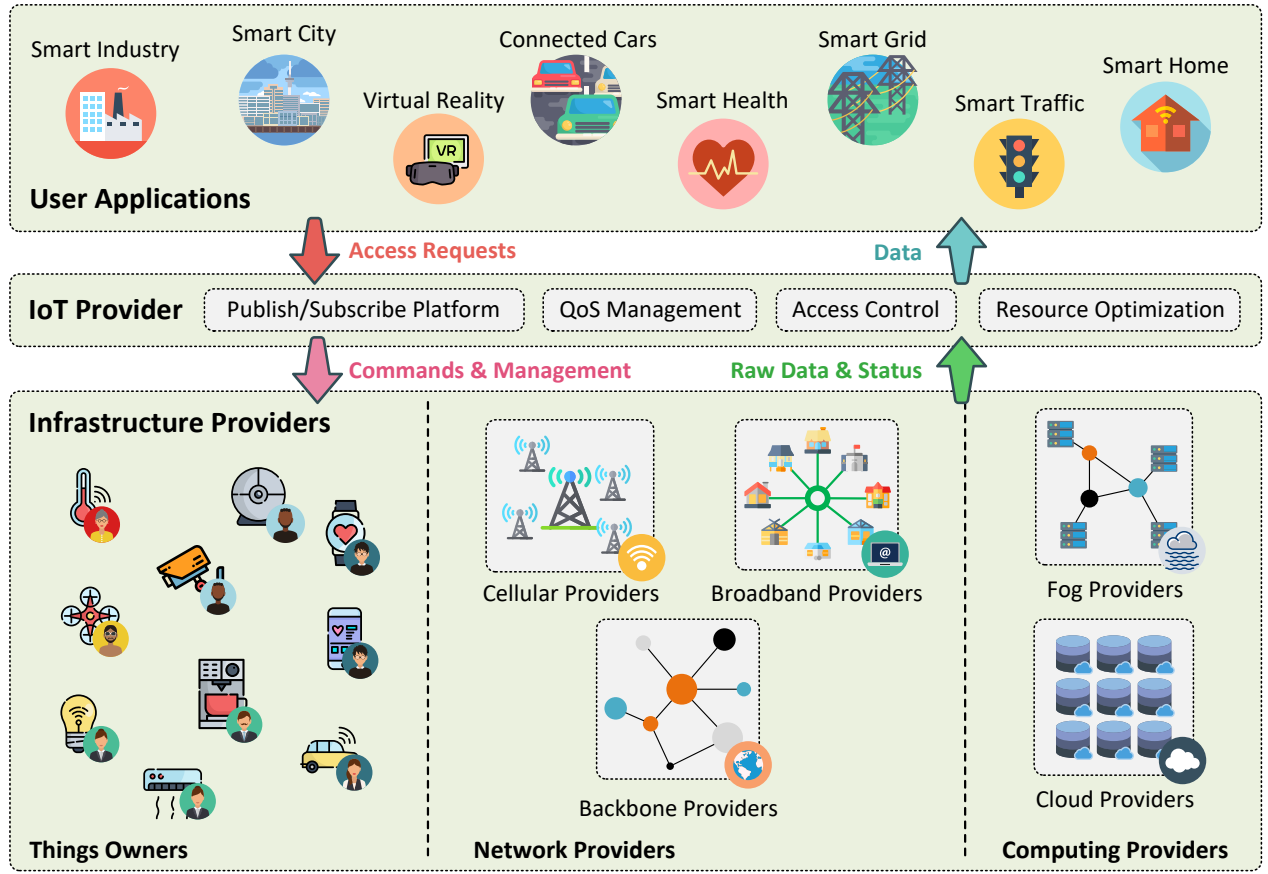 Smart Industry
Smart City
Virtual Reality
VR
Connected Cars
Smart Health
Smart Grid
Smart Traffic
Smart Home
User Applications
Access Requests
Data
IoT Provider
Publish/Subscribe Platform
QoS Management
Access Control
Resource Optimization
Commands & Management
Raw Data & Status
Infrastructure Providers
Cellular Providers
@
Broadband Providers
Backbone Providers
Fog Providers
Cloud Providers
Things Owners
Network Providers
Computing Providers